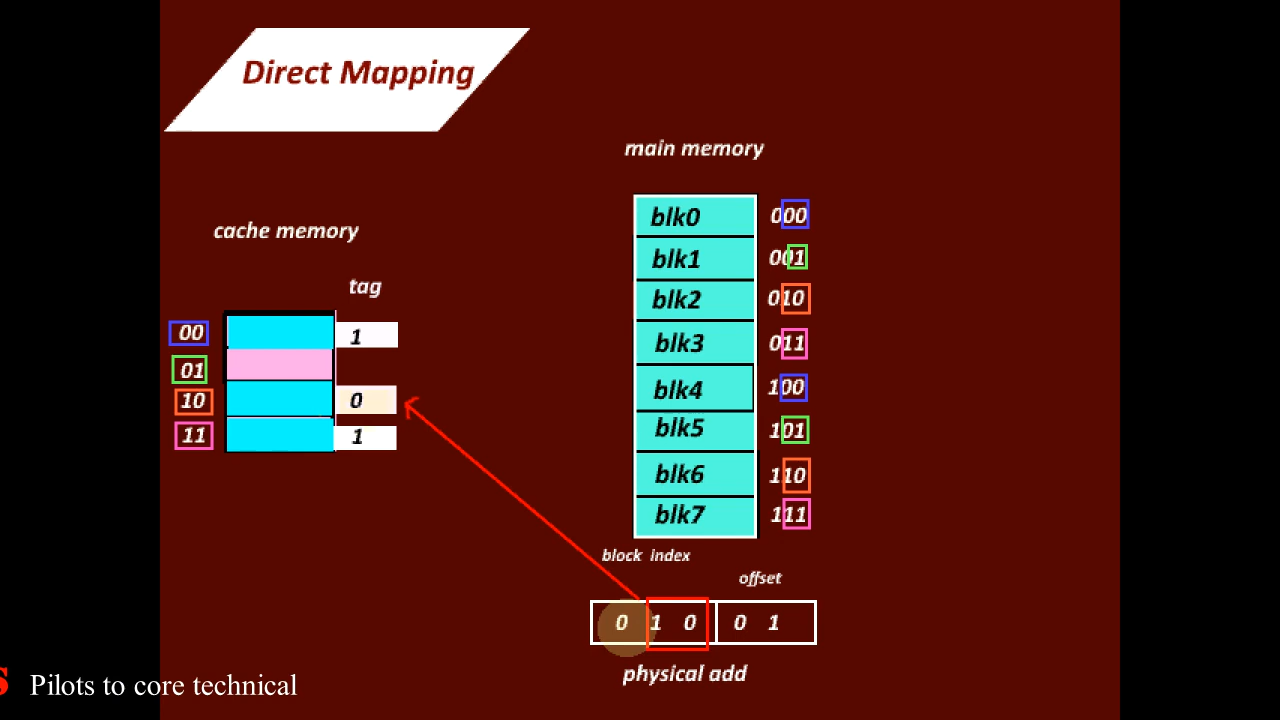 Direct Mapping
main memory
cache memory
tag
00 1
01
10 0
11 1
blk0 000
blk1 001
blk2 010
blk3 011
blk4 100
blk5 101
blk6 110
blk7 111
block index
offset
0 1 0 0 1
physical add
S Pilots to core technical